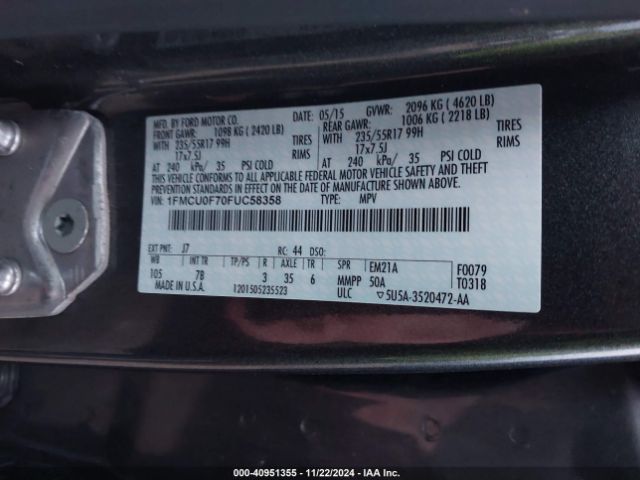 MFD. BY FORD MOTOR CO.
05/15 GVWR: 2096 KG ( 4620 LB)
FRONT GAWR: 1098 KG ( 2420 LB) REAR GAWR: 1006 KG ( 2218 LB)
WITH 235/55R17 99H TIRES WITH 235/55R17 99H TIRES
17x7.5J RIMS 17x7.5J RIMS
AT 240 kPa/ 35 PSI COLD AT 240 kPa/ 35 PSI COLD
THIS VEHICLE CONFORMS TO ALL APPLICABLE FEDERAL MOTOR VEHICLE SAFETY AND THEFT
PREVENTION STANDARDS IN EFFECT ON THE DATE OF MANUFACTURE SHOWN ABOVE.
VIN: 1FMCU0F70FUC58358 TYPE: MPV
EXT PNT: J7 RC: 44 DSO:
WB INT TR TP/PS R AXLE TR SPR EM21A F0079
105 7B 3 35 6 MMPP 50A T0318
MADE IN U.S.A. 1201505235523 ULC 5U5A-3520472-AA
000-40951355 - 11/22/2024 - IAA Inc.